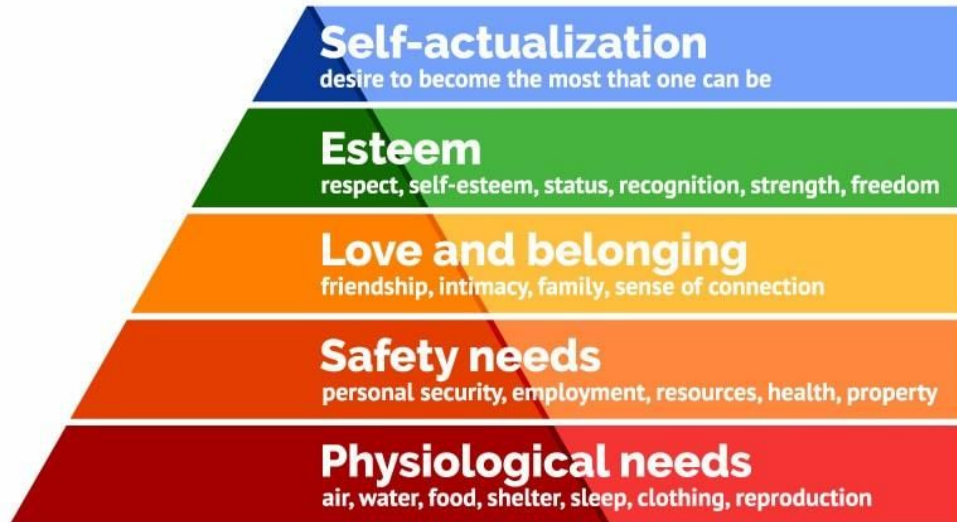 Self-actualization
desire to become the most that one can be
Esteem
respect, self-esteem, status, recognition, strength, freedom
Love and belonging
friendship, intimacy, family, sense of connection
Safety needs
personal security, employment, resources, health, property
Physiological needs
air, water, food, shelter, sleep, clothing, reproduction